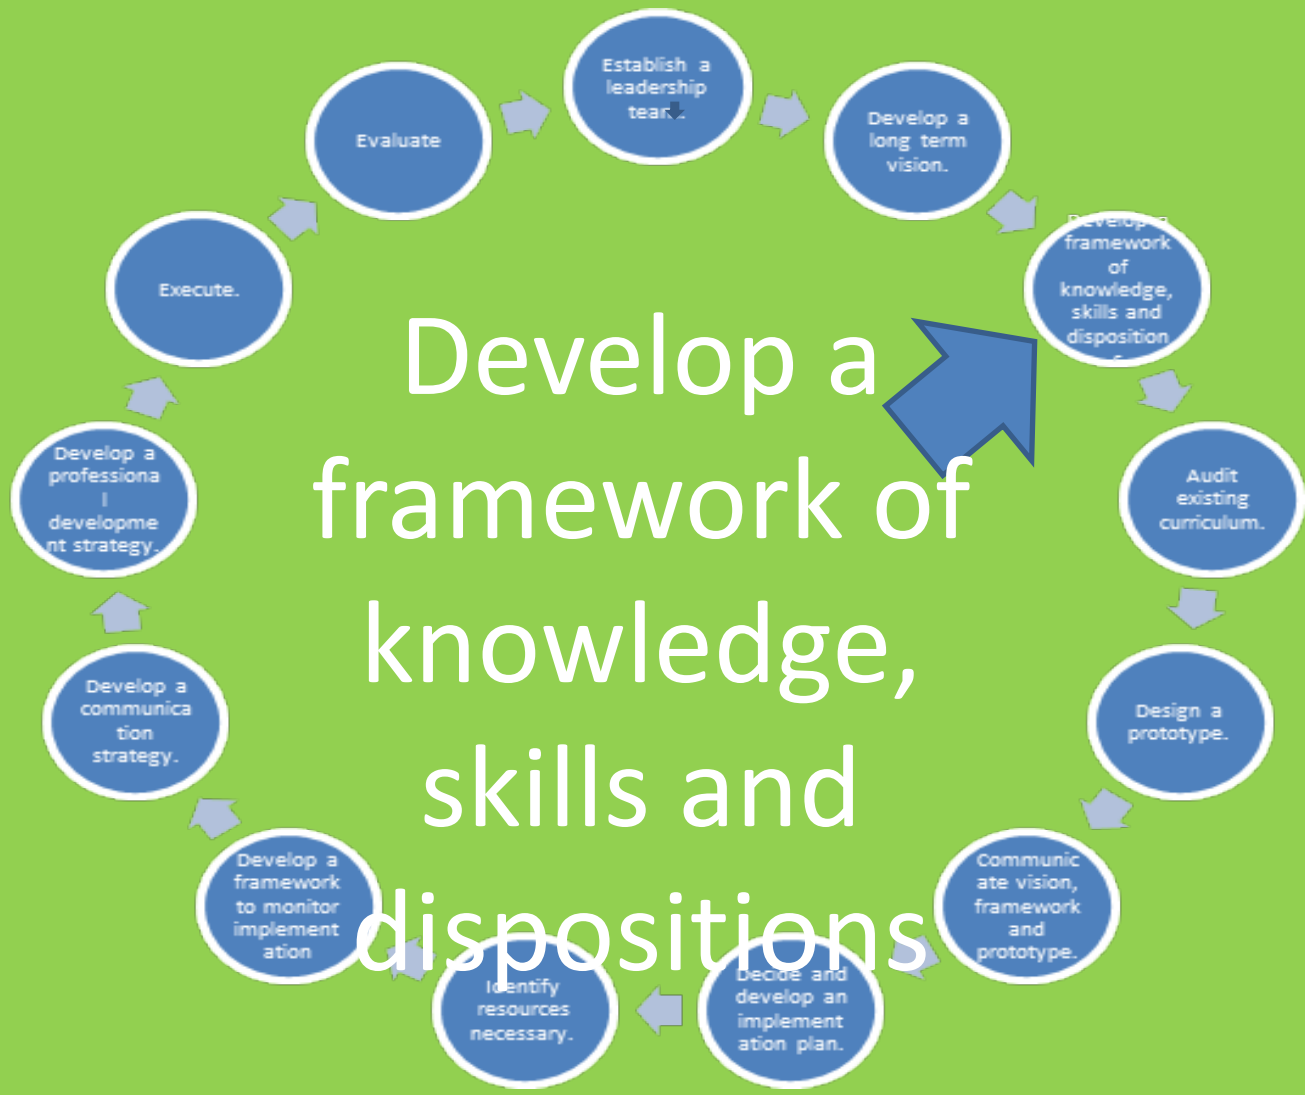 Establish a
leadership
team.
Develop a
long term
vision.
Develop a
framework
of
knowledge,
skills and
disposition
s
Audit
existing
curriculum.
Design a
prototype.
Communic
ate vision,
framework
and
prototype.
Decide and
develop an
implement
ation plan.
Identify
resources
necessary.
Develop a
framework
to monitor
implement
ation
Develop a
communica
tion
strategy.
Develop a
professiona
l
developme
nt strategy.
Execute.
Evaluate
Develop a
framework of
knowledge,
skills and
dispositions